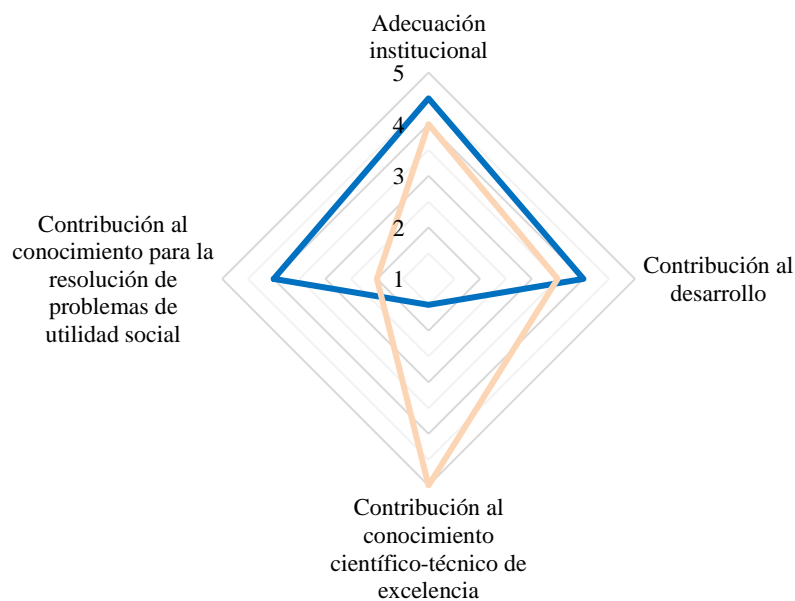 Adecuación
institucional
5
4
3
2
1
Contribución al
conocimiento para la
resolución de
problemas de
utilidad social
Contribución al
desarrollo
Contribución al
conocimiento
científico-técnico de
excelencia